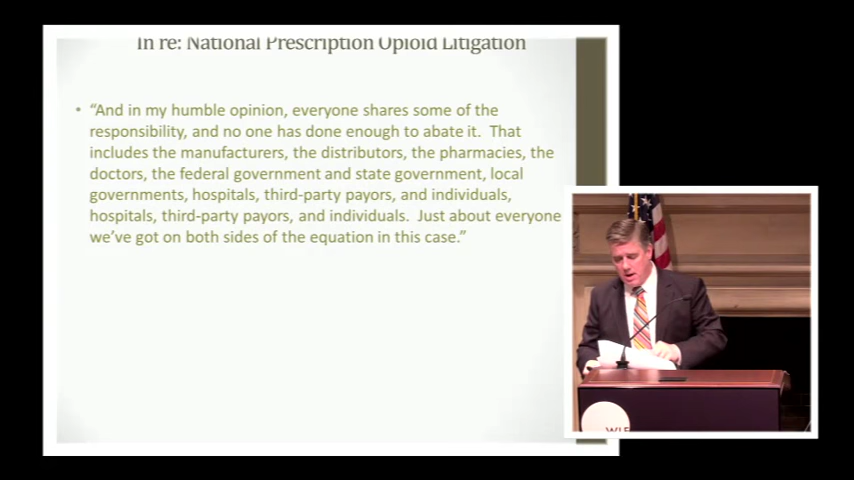 In re: National Prescription Opioid Litigation
• “And in my humble opinion, everyone shares some of the
responsibility, and no one has done enough to abate it.  That
includes the manufacturers, the distributors, the pharmacies, the
doctors, the federal government and state government, local
governments, hospitals, third-party payors, and individuals,
hospitals, third-party payors, and individuals.  Just about everyone
we’ve got on both sides of the equation in this case.”